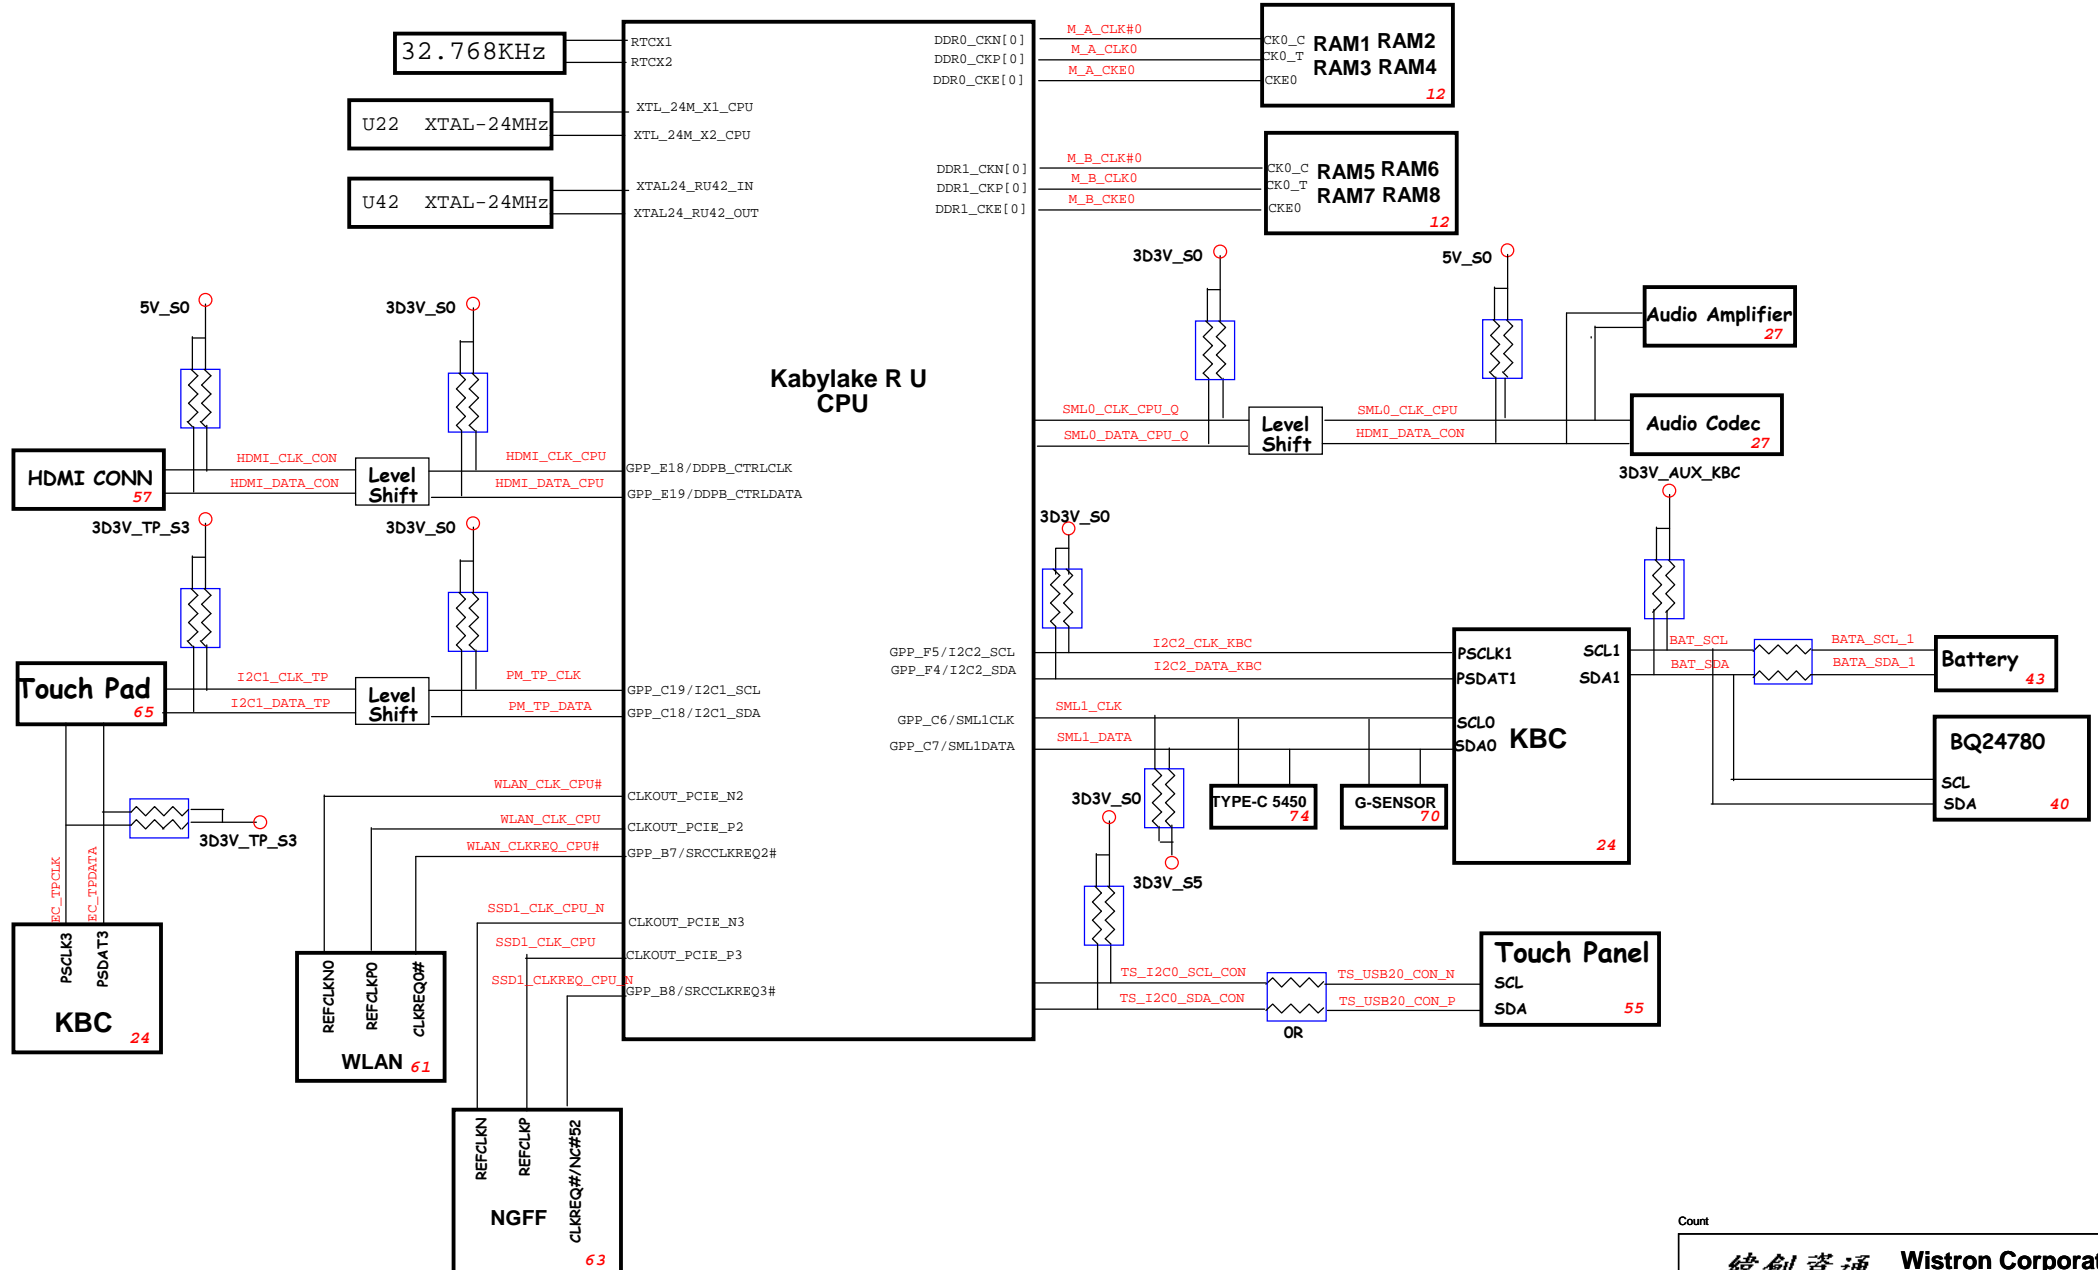 32.768KHz
RTCX1
RTCX2
U22 XTAL-24MHz
XTL_24M_X1_CPU
XTL_24M_X2_CPU
U42 XTAL-24MHz
XTAL24_RU42_IN
XTAL24_RU42_OUT
Kabylake R U
CPU
DDR0_CKN[0]
DDR0_CKP[0]
DDR0_CKE[0]
M_A_CLK#0
M_A_CLK0
M_A_CKE0
CK0_C
CK0_T
CKE0
RAM1 RAM2
RAM3 RAM4
12
DDR1_CKN[0]
DDR1_CKP[0]
DDR1_CKE[0]
M_B_CLK#0
M_B_CLK0
M_B_CKE0
CK0_C
CK0_T
CKE0
RAM5 RAM6
RAM7 RAM8
12
5V_S0
3D3V_S0
HDMI CONN
57
HDMI_CLK_CON
HDMI_DATA_CON
Level
Shift
HDMI_CLK_CPU
HDMI_DATA_CPU
GPP_E18/DDPB_CTRLCLK
GPP_E19/DDPB_CTRLDATA
3D3V_S0
5V_S0
SML0_CLK_CPU_Q
SML0_DATA_CPU_Q
Level
Shift
SML0_CLK_CPU
HDMI_DATA_CON
Audio Amplifier
27
Audio Codec
27
3D3V_TP_S3
3D3V_S0
Touch Pad
65
I2C1_CLK_TP
I2C1_DATA_TP
Level
Shift
PM_TP_CLK
PM_TP_DATA
GPP_C19/I2C1_SCL
GPP_C18/I2C1_SDA
3D3V_TP_S3
EC_TPCLK
EC_TPDATA
PSCLK3
PSDAT3
KBC
24
3D3V_S0
GPP_F5/I2C2_SCL
GPP_F4/I2C2_SDA
I2C2_CLK_KBC
I2C2_DATA_KBC
GPP_C6/SML1CLK
GPP_C7/SML1DATA
SML1_CLK
SML1_DATA
PSCLK1
PSDAT1
SCL0
SDA0
KBC
SCL1
SDA1
24
3D3V_AUX_KBC
BAT_SCL
BAT_SDA
BATA_SCL_1
BATA_SDA_1
Battery
43
BQ24780
SCL
SDA
40
TYPE-C 5450
74
G-SENSOR
70
3D3V_S5
3D3V_S0
TS_I2C0_SCL_CON
TS_I2C0_SDA_CON
0R
TS_USB20_CON_N
TS_USB20_CON_P
Touch Panel
SCL
SDA
55
WLAN_CLK_CPU#
WLAN_CLK_CPU
WLAN_CLKREQ_CPU#
CLKOUT_PCIE_N2
CLKOUT_PCIE_P2
GPP_B7/SRCCLKREQ2#
REFCLKN0
REFCLKP0
CLKREQ0#
WLAN
61
SSD1_CLK_CPU_N
SSD1_CLK_CPU
SSD1_CLKREQ_CPU_N
CLKOUT_PCIE_N3
CLKOUT_PCIE_P3
GPP_B8/SRCCLKREQ3#
REFCLKN
REFCLKP
CLKREQ#/NC#52
NGFF
63
Count
緯創資通 Wistron Corporat